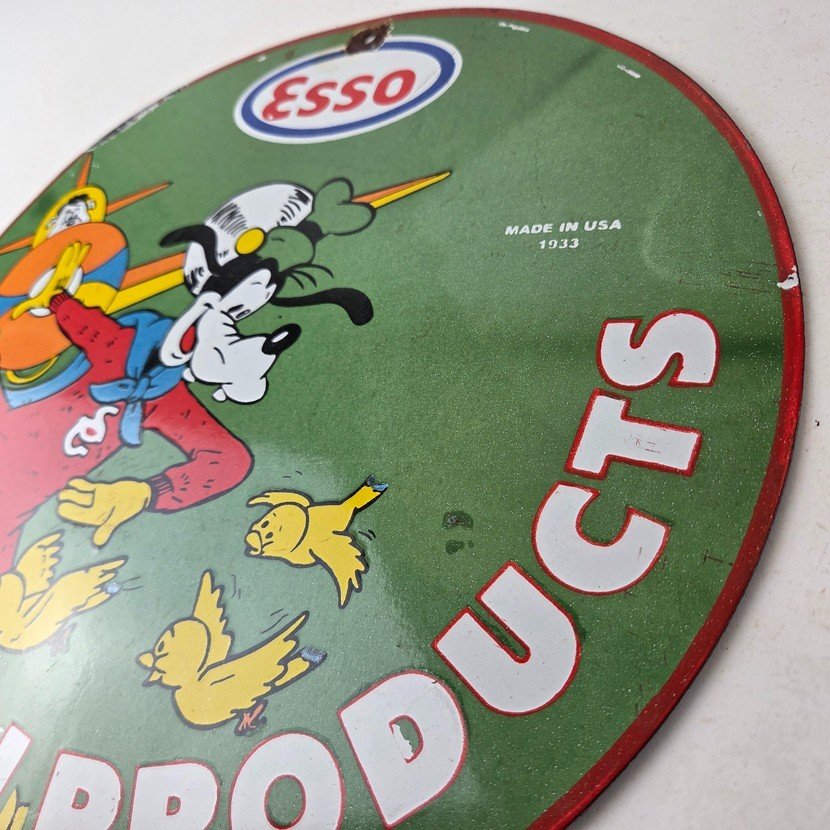 Esso
MADE IN USA
1933
PRODUCTS